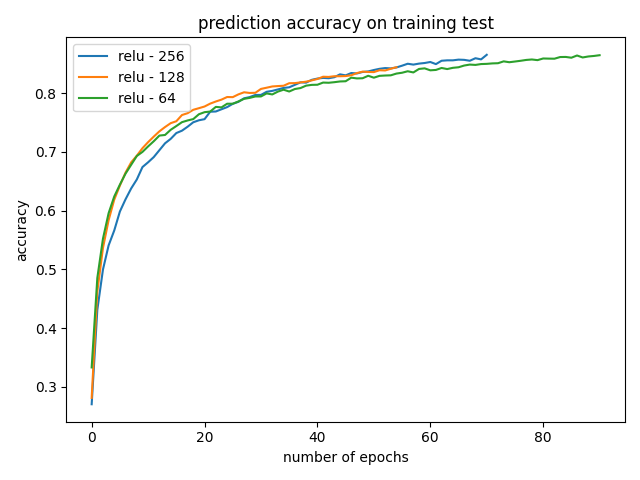 prediction accuracy on training test
relu - 256
relu - 128
relu - 64
accuracy
0.8
0.7
0.6
0.5
0.4
0.3
0
20
40
60
80
number of epochs